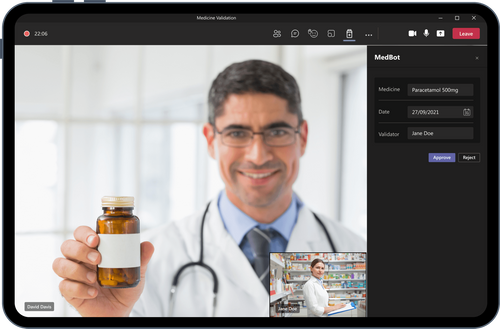 Medicine Validation
22:06
Leave
MedBot
Medicine
Paracetamol 500mg
Date
27/09/2021
Validator
Jane Doe
Approve
Reject
David Davis
Jane Doe